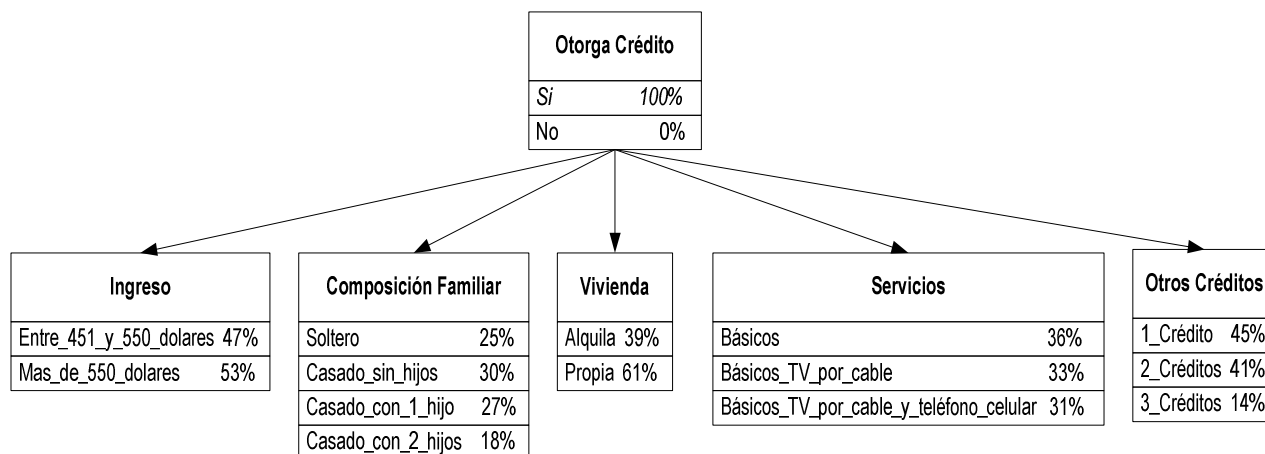 Otorga Crédito
Si 100%
No 0%
Ingreso
Entre_451_y_550_dolares 47%
Mas_de_550_dolares 53%
Composición Familiar
Soltero 25%
Casado_sin_hijos 30%
Casado_con_1_hijo 27%
Casado_con_2_hijos 18%
Vivienda
Alquila 39%
Propia 61%
Servicios
Básicos 36%
Básicos_TV_por_cable 33%
Básicos_TV_por_cable_y_teléfono_celular 31%
Otros Créditos
1_Crédito 45%
2_Créditos 41%
3_Créditos 14%